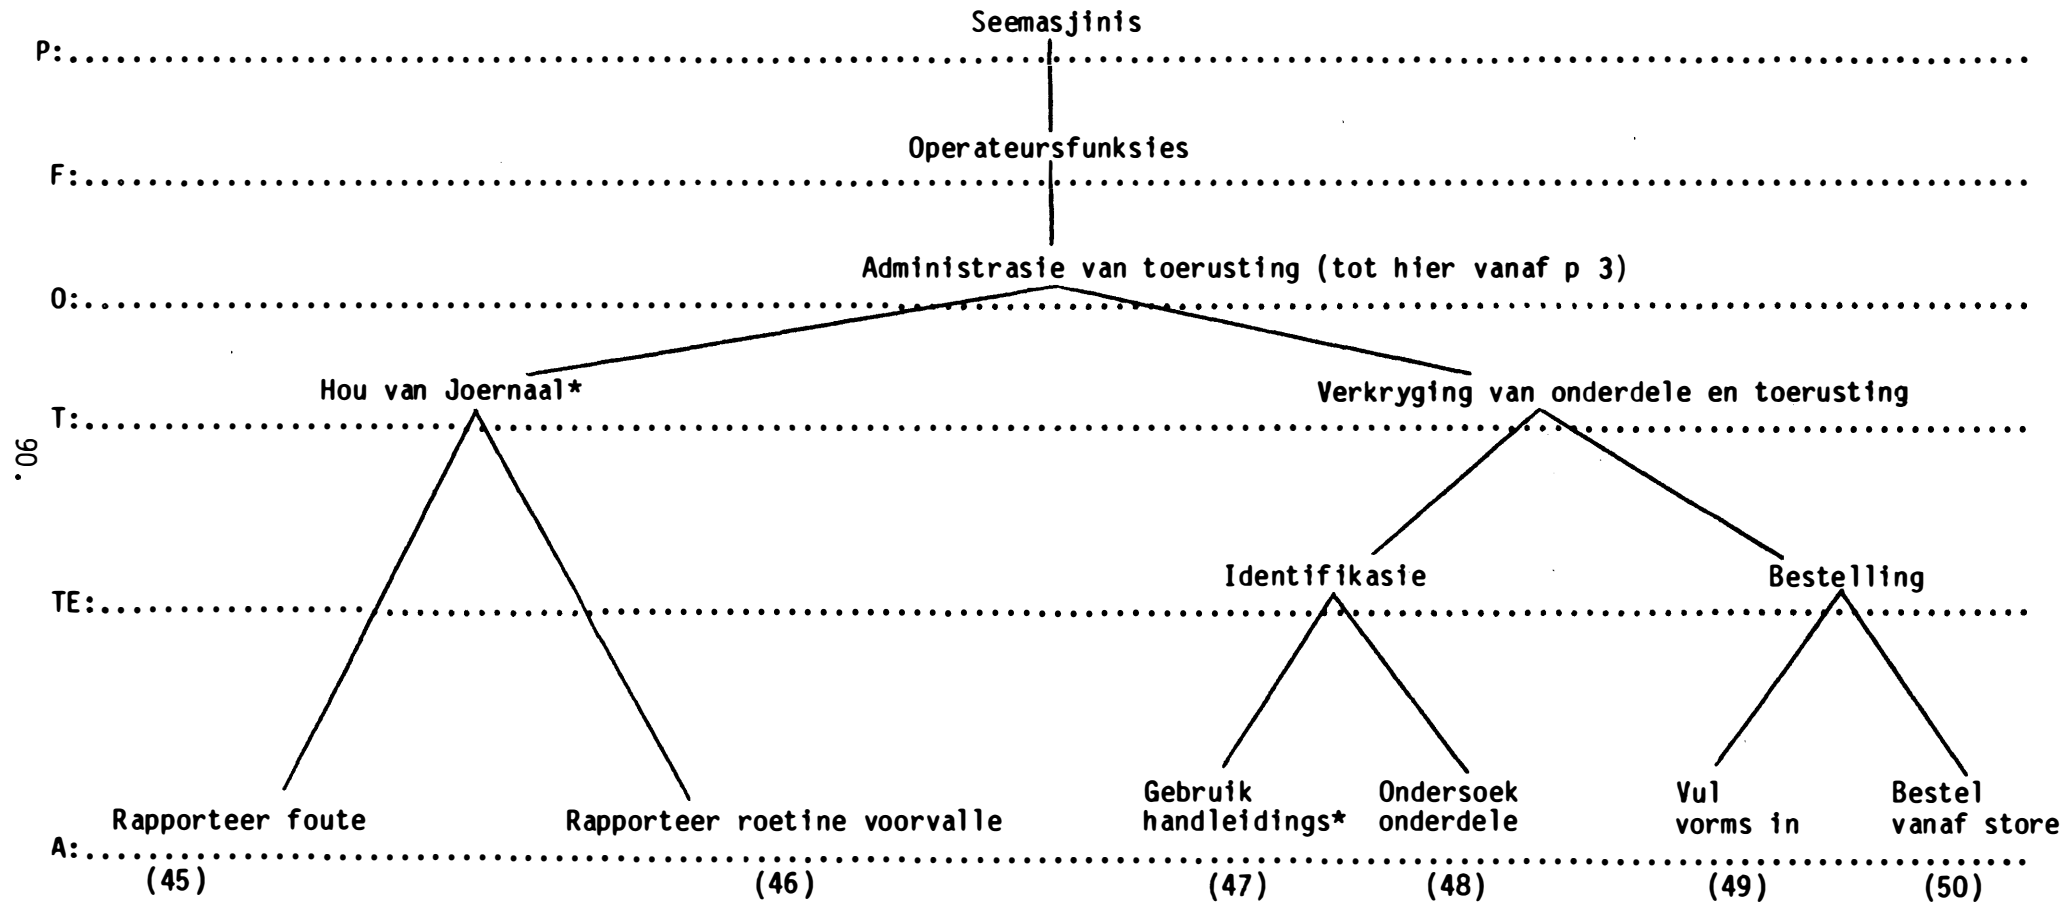 Seemasjinis
P:
Operateursfunksies
F:
Administrasie van toerusting (tot hier vanaf p 3)
O:
Hou van Joernaal* Verkryging van onderdele en toerusting
T:
90.
Identifikasie Bestelling
TE:
Gebruik Ondersoek Vul Bestel
Rapporteer foute Rapporteer roetine voorvalle handleidings* onderdele vorms in vanaf store
A:
(45) (46) (47) (48) (49) (50)